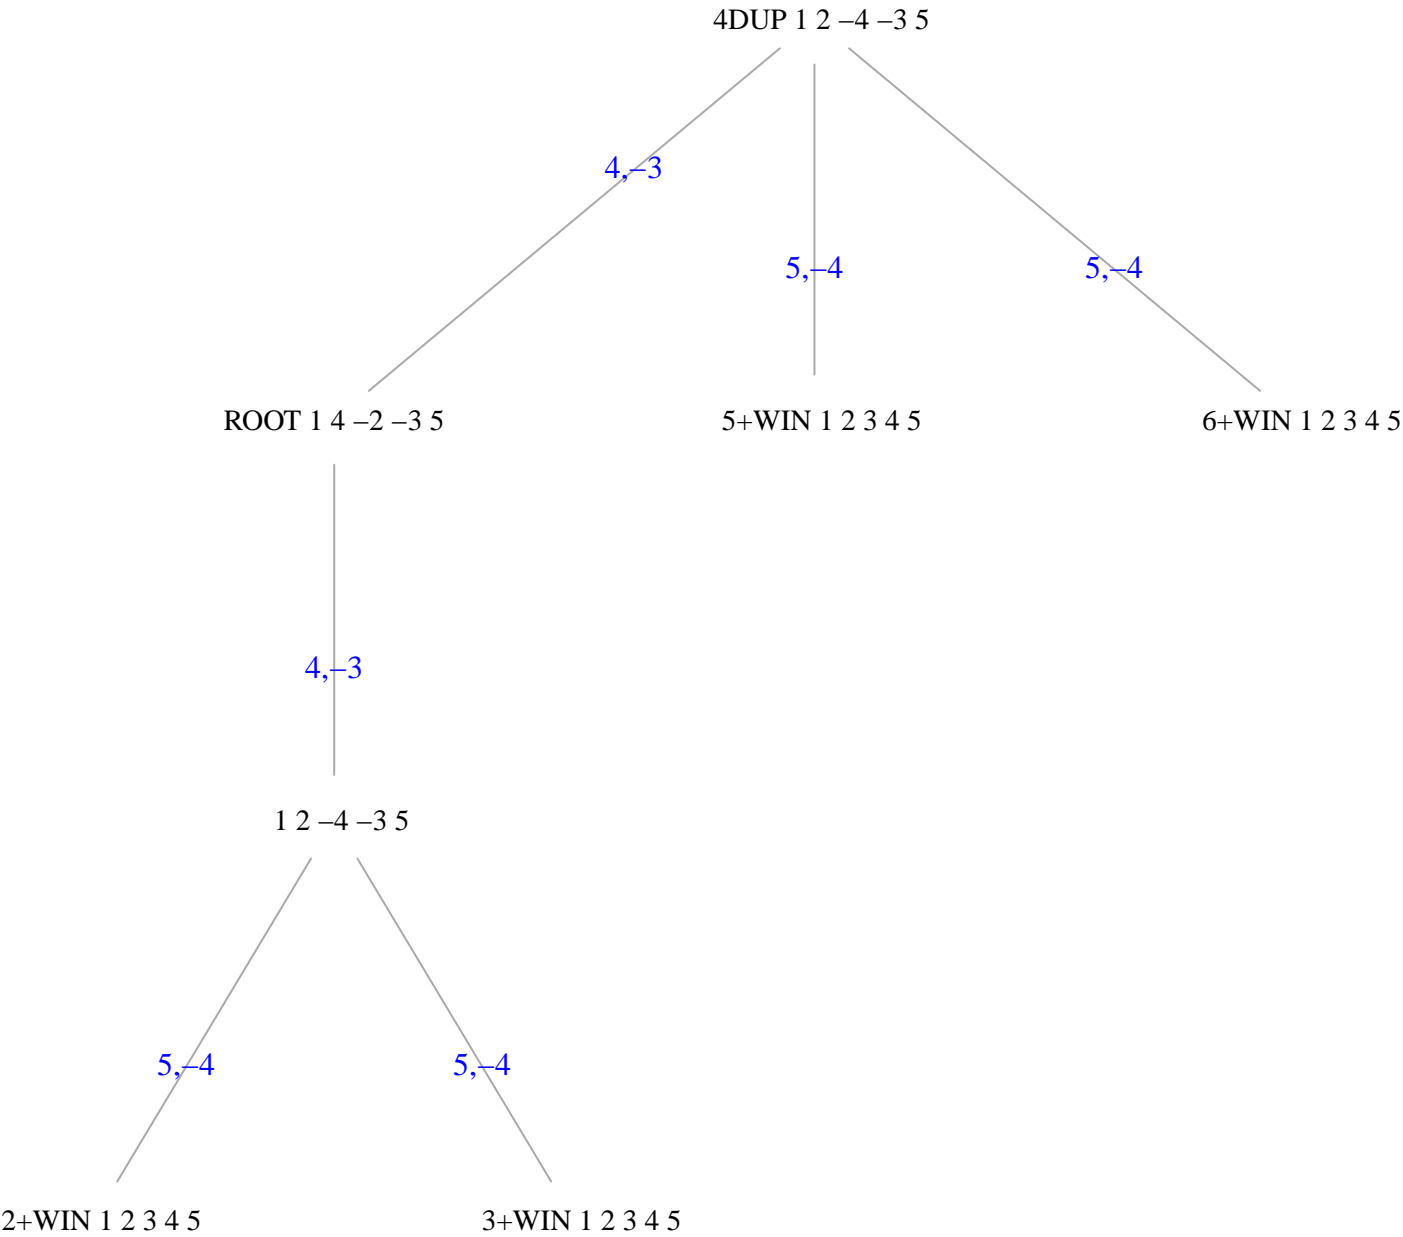 4DUP 1 2 –4 –3 5
4,–3
5,–4
5,–4
ROOT 1 4 –2 –3 5
5+WIN 1 2 3 4 5
6+WIN 1 2 3 4 5
4,–3
1 2 –4 –3 5
5,–4
5,–4
2+WIN 1 2 3 4 5
3+WIN 1 2 3 4 5